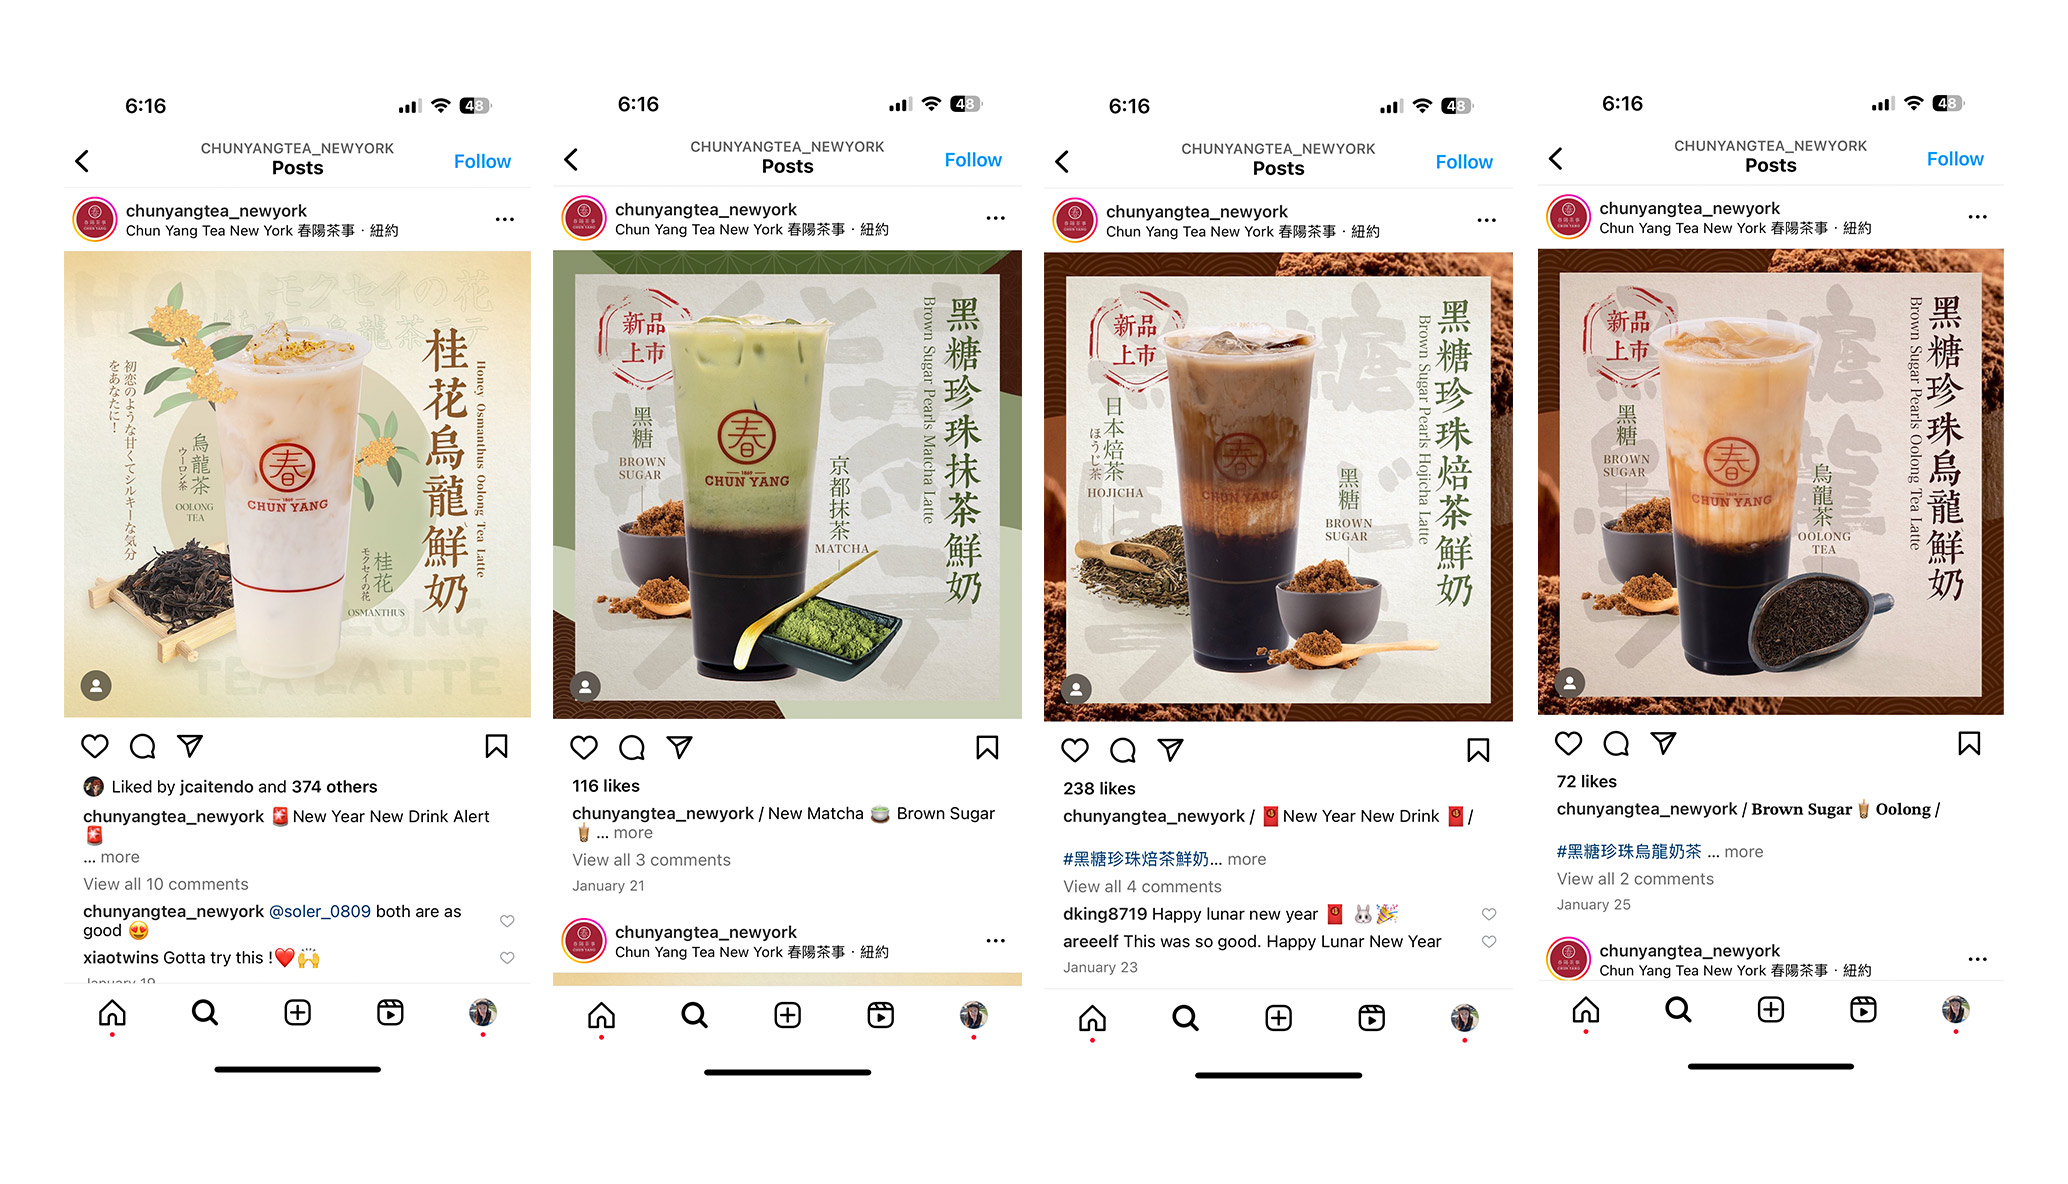 6:16
48
CHUNYANGTEA_NEWYORK
Posts
Follow
chunyangtea_newyork
Chun Yang Tea New York 春陽茶事 · 紐約
モクセイの花
桂花烏龍鮮奶
Honey Osmanthus Oolong Tea Latte
初恋のような甘くてシルキーな気分
をあなたに!
烏龍茶
ウーロン茶
OOLONG
TEA
春
1869
CHUN YANG
桂花
モクセイの花
OSMANTHUS
OOLONG
TEA LATTE
Liked by jcaitendo and 374 others
chunyangtea_newyork 🚨New Year New Drink Alert
🚨
... more
View all 10 comments
chunyangtea_newyork @soler_0809 both are as
good 😍
xiaotwins Gotta try this !❤️🙌
January 19
6:16
48
CHUNYANGTEA_NEWYORK
Posts
Follow
chunyangtea_newyork
Chun Yang Tea New York 春陽茶事 · 紐約
新品
上市
黑糖珍珠抹茶鮮奶
Brown Sugar Pearls Matcha Latte
黑糖
BROWN
SUGAR
春
1869
CHUN YANG
京都抹茶
MATCHA
116 likes
chunyangtea_newyork / New Matcha 🍵 Brown Sugar
🧋 ... more
View all 3 comments
January 21
chunyangtea_newyork
Chun Yang Tea New York 春陽茶事 · 紐約
6:16
48
CHUNYANGTEA_NEWYORK
Posts
Follow
chunyangtea_newyork
Chun Yang Tea New York 春陽茶事 · 紐約
新品
上市
黑糖珍珠焙茶鮮奶
Brown Sugar Pearls Hojicha Latte
日本焙茶
ほうじ茶
HOJICHA
春
CHUN YANG
黑糖
BROWN
SUGAR
238 likes
chunyangtea_newyork / 🧧New Year New Drink 🧧/
#黑糖珍珠焙茶鮮奶... more
View all 4 comments
dking8719 Happy lunar new year 🧧 🐰🎉
areeelf This was so good. Happy Lunar New Year
January 23
6:16
48
CHUNYANGTEA_NEWYORK
Posts
Follow
chunyangtea_newyork
Chun Yang Tea New York 春陽茶事 · 紐約
新品
上市
黑糖珍珠烏龍鮮奶
Brown Sugar Pearls Oolong Tea Latte
黑糖
BROWN
SUGAR
春
1869
CHUN YANG
烏龍茶
OOLONG
TEA
72 likes
chunyangtea_newyork / Brown Sugar 🧋 Oolong /
#黑糖珍珠烏龍奶茶 ... more
View all 2 comments
January 25
chunyangtea_newyork
Chun Yang Tea New York 春陽茶事 · 紐約